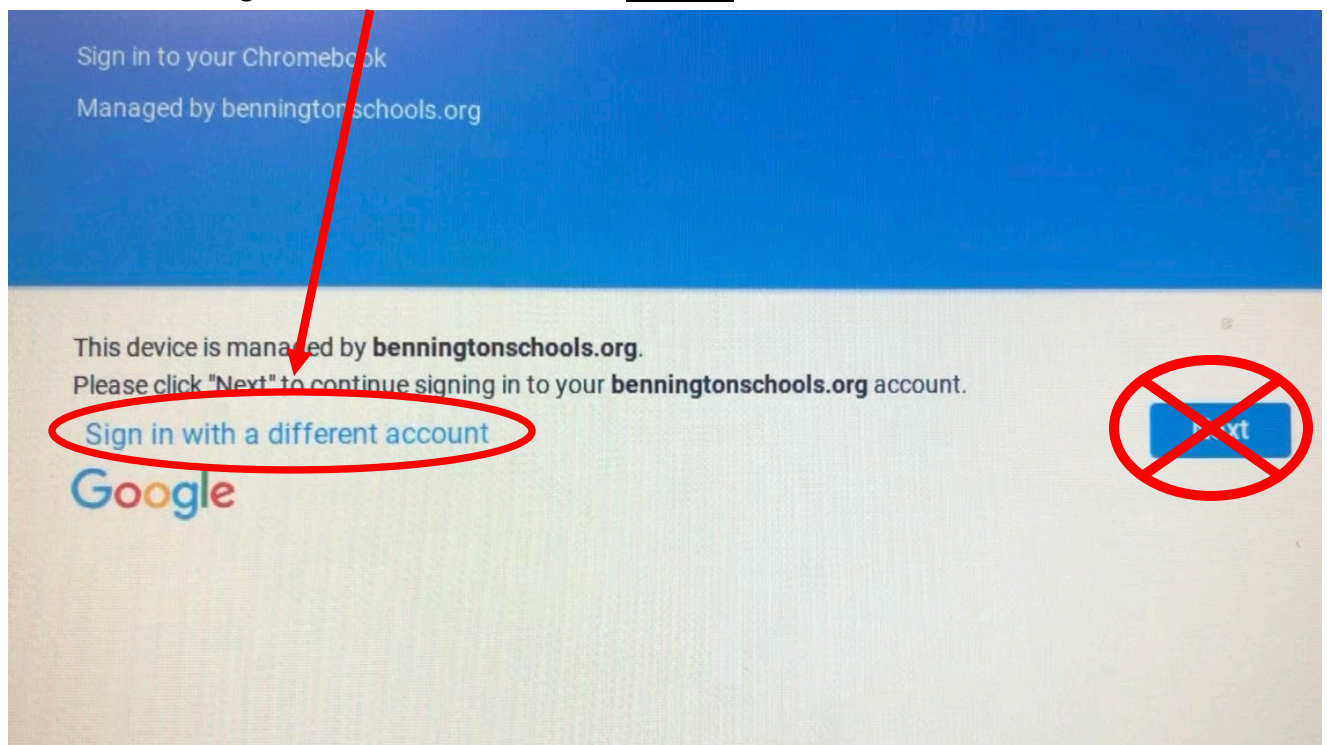 Sign in to your Chromebook
Managed by benningtonschools.org
This device is managed by benningtonschools.org.
Please click "Next" to continue signing in to your benningtonschools.org account.
Sign in with a different account
Next
Google